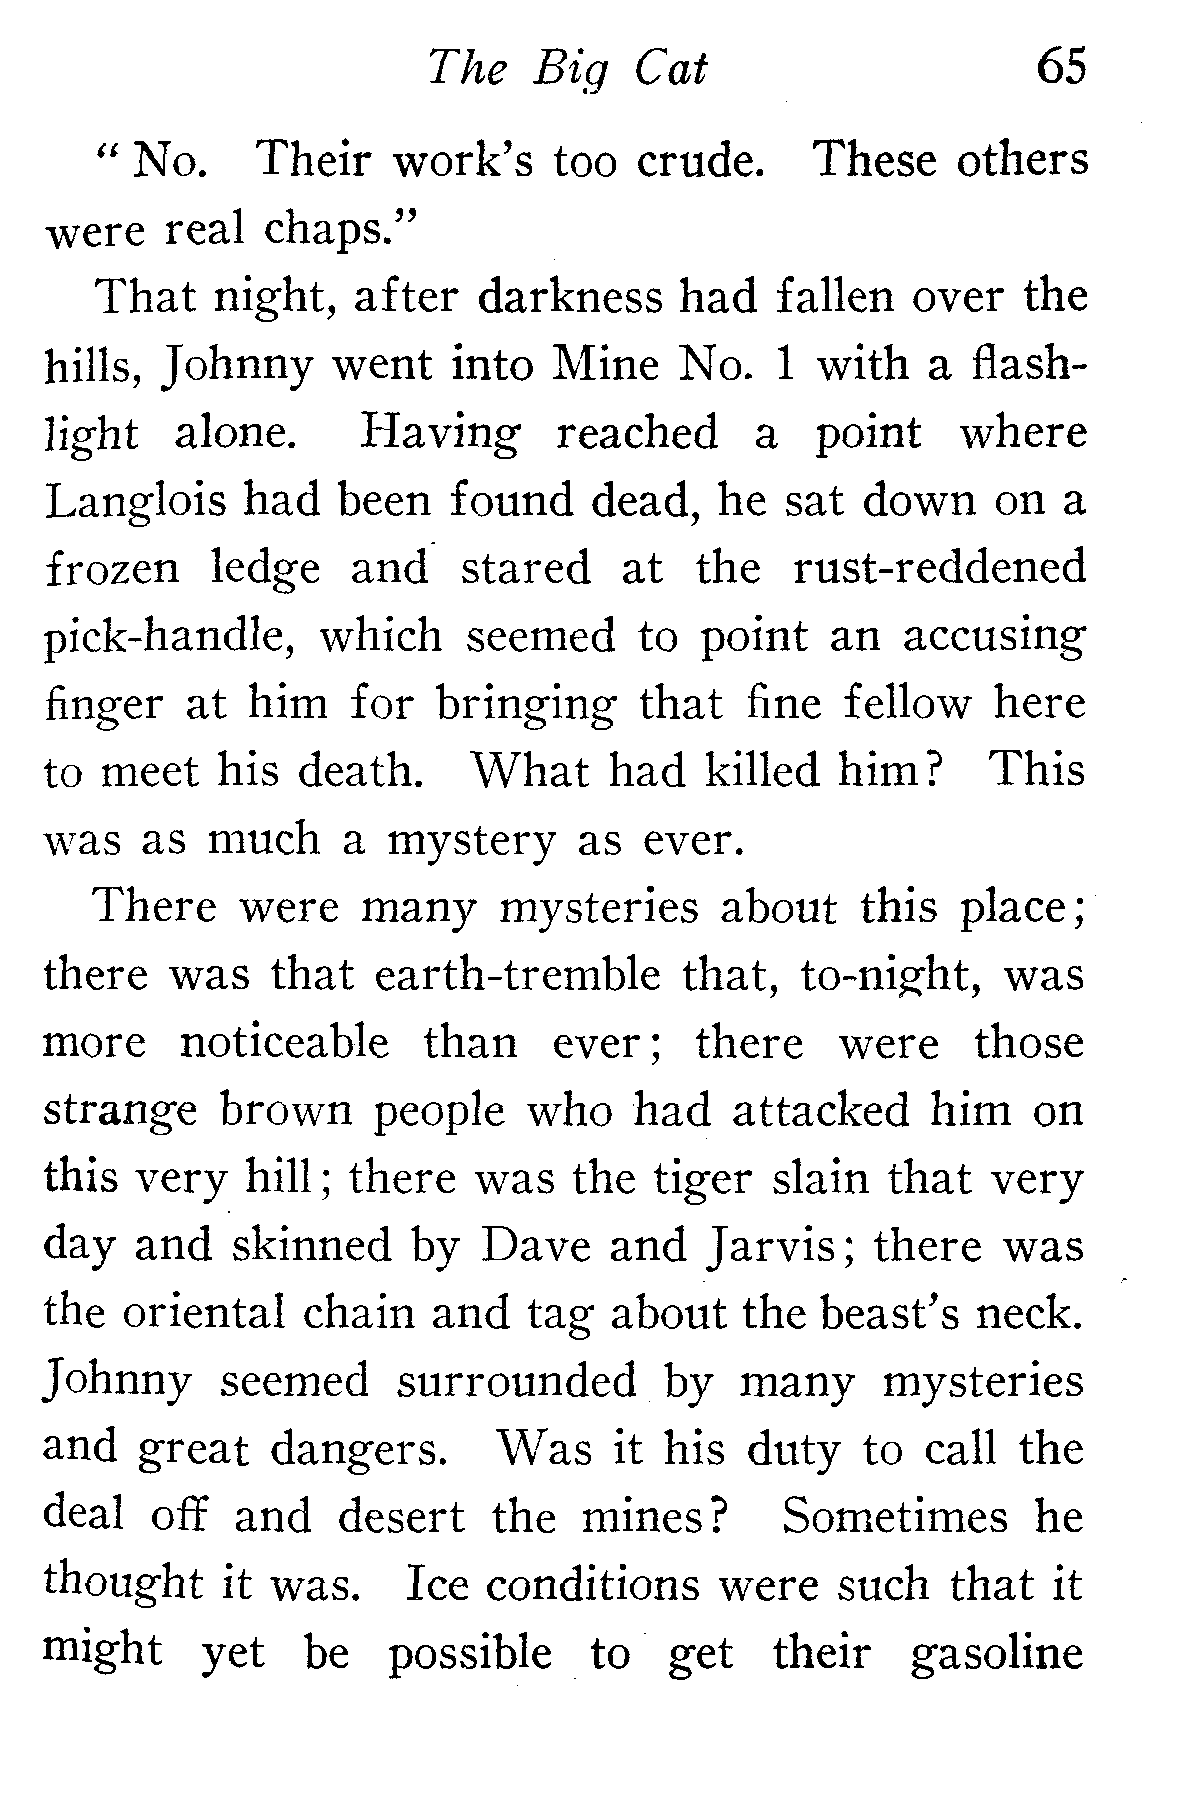 The Big Cat 65
" No. Their work's too crude. These others
were real chaps."
That night, after darkness had fallen over the
hills, Johnny went into Mine No. 1 with a flash-
light alone. Having reached a point where
Langlois had been found dead, he sat down on a
frozen ledge and stared at the rust-reddened
pick-handle, which seemed to point an accusing
finger at him for bringing that fine fellow here
to meet his death. What had killed him? This
was as much a mystery as ever.
There were many mysteries about this place;
there was that earth-tremble that, to-night, was
more noticeable than ever; there were those
strange brown people who had attacked him on
this very hill; there was the tiger slain that very
day and skinned by Dave and Jarvis; there was
the oriental chain and tag about the beast's neck.
Johnny seemed surrounded by many mysteries
and great dangers. Was it his duty to call the
deal off and desert the mines? Sometimes he
thought it was. Ice conditions were such that it
might yet be possible to get their gasoline